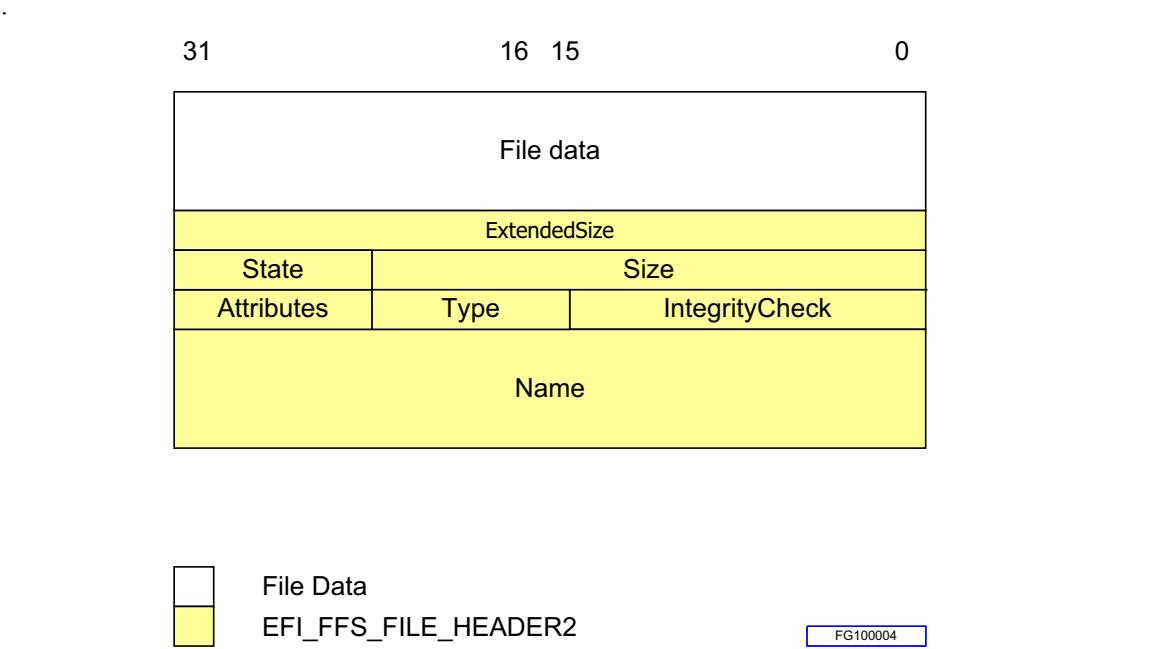 .
31 16 15 0
File data
ExtendedSize
State Size
Attributes Type IntegrityCheck
Name
File Data
EFI_FFS_FILE_HEADER2
FG100004